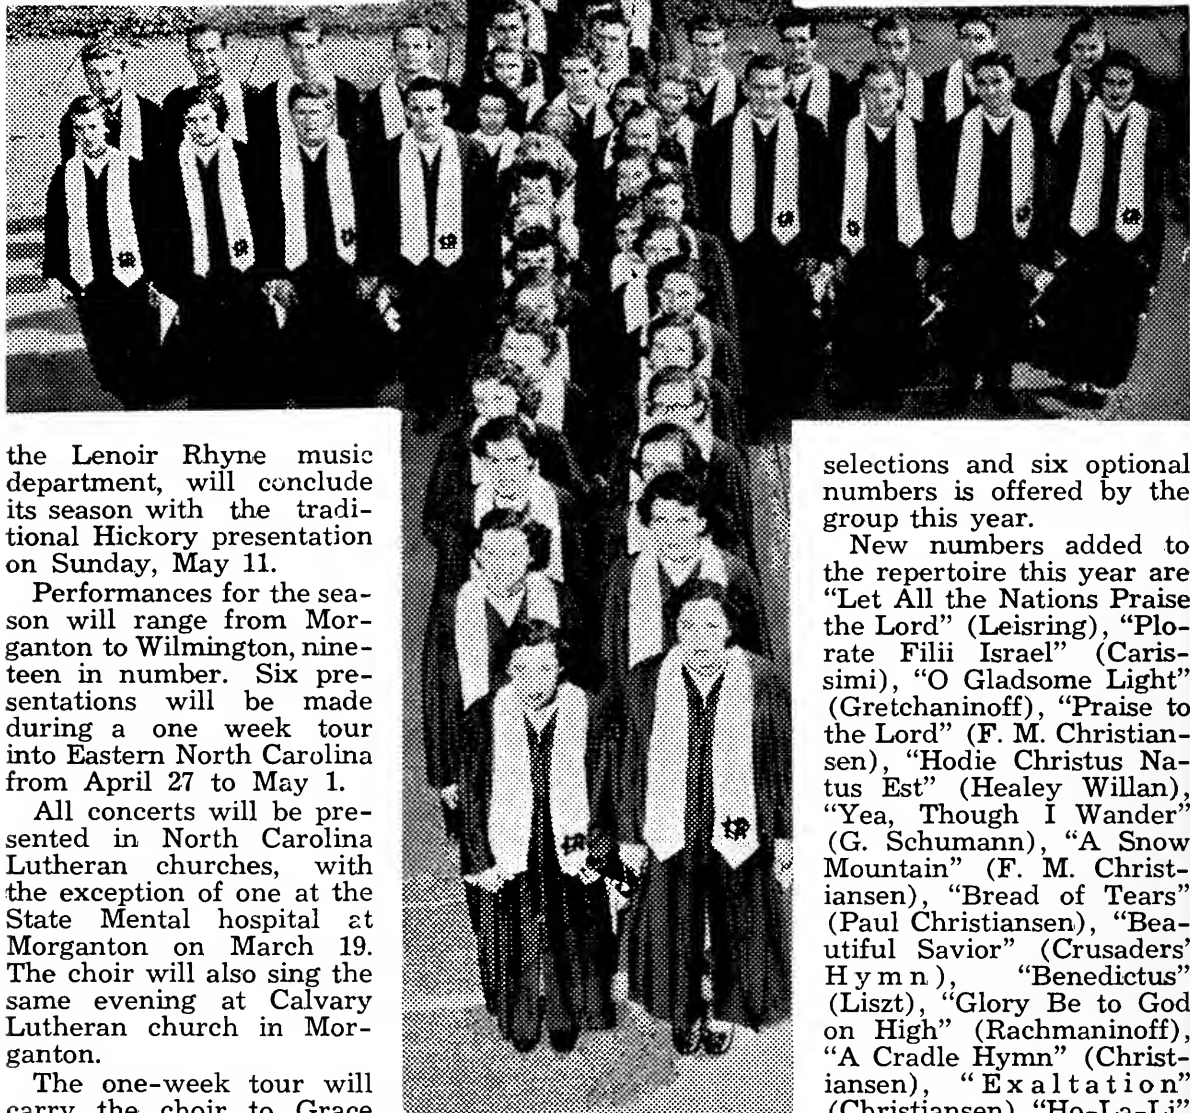 the Lenoir Rhyne music
department, will conclude
its season with the tradi-
tional Hickory presentation
on Sunday, May 11.
Performances for the sea-
son will range from Mor-
ganton to Wilmington, nine-
teen in number. Six pre-
sentations will be made
during a one week tour
into Eastern North Carolina
from April 27 to May 1.
All concerts will be pre-
sented in North Carolina
Lutheran churches, with
the exception of one at the
State Mental hospital at
Morganton on March 19.
The choir will also sing the
same evening at Calvary
Lutheran church in Mor-
ganton.
The one-week tour will
carry the choir to Grace
selections and six optional
numbers is offered by the
group this year.
New numbers added to
the repertoire this year are
“Let All the Nations Praise
the Lord” (Leisring), “Plo-
rate Filii Israel” (Caris-
simi), “O Gladsome Light”
(Gretchaninoff), “Praise to
the Lord” (F. M. Christian-
sen), “Hodie Christus Na-
tus Est” (Healey Willan),
“Yea, Though I Wander”
(G. Schumann), “A Snow
Mountain” (F. M. Christ-
iansen), “Bread of Tears”
(Paul Christiansen), “Bea-
utiful Savior” (Crusaders’
Hymn), “Benedictus”
(Liszt), “Glory Be to God
on High” (Rachmaninoff),
“A Cradle Hymn” (Christ-
iansen), “Exaltation”
(Christiansen) “Ho-La-Li”